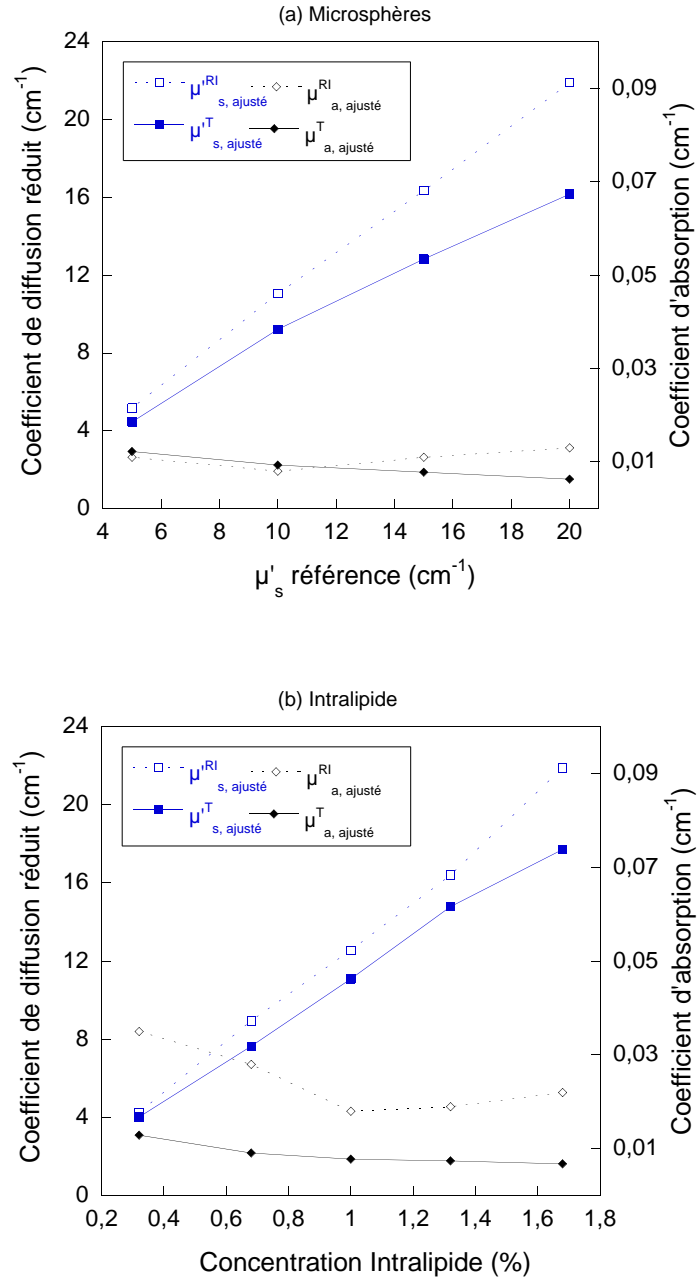 (a) Microsphères
24
20
16
12
8
4
0
Coefficient de diffusion réduit (cm-1)
μ'RI s, ajusté
μRI a, ajusté
μ'T s, ajusté
μT a, ajusté
0,09
0,07
0,05
0,03
0,01
Coefficient d'absorption (cm-1)
4 6 8 10 12 14 16 18 20
μ's référence (cm-1)
(b) Intralipide
24
20
16
12
8
4
0
Coefficient de diffusion réduit (cm-1)
μ'RI s, ajusté
μRI a, ajusté
μ'T s, ajusté
μT a, ajusté
0,09
0,07
0,05
0,03
0,01
Coefficient d'absorption (cm-1)
0,2 0,4 0,6 0,8 1 1,2 1,4 1,6 1,8
Concentration Intralipide (%)